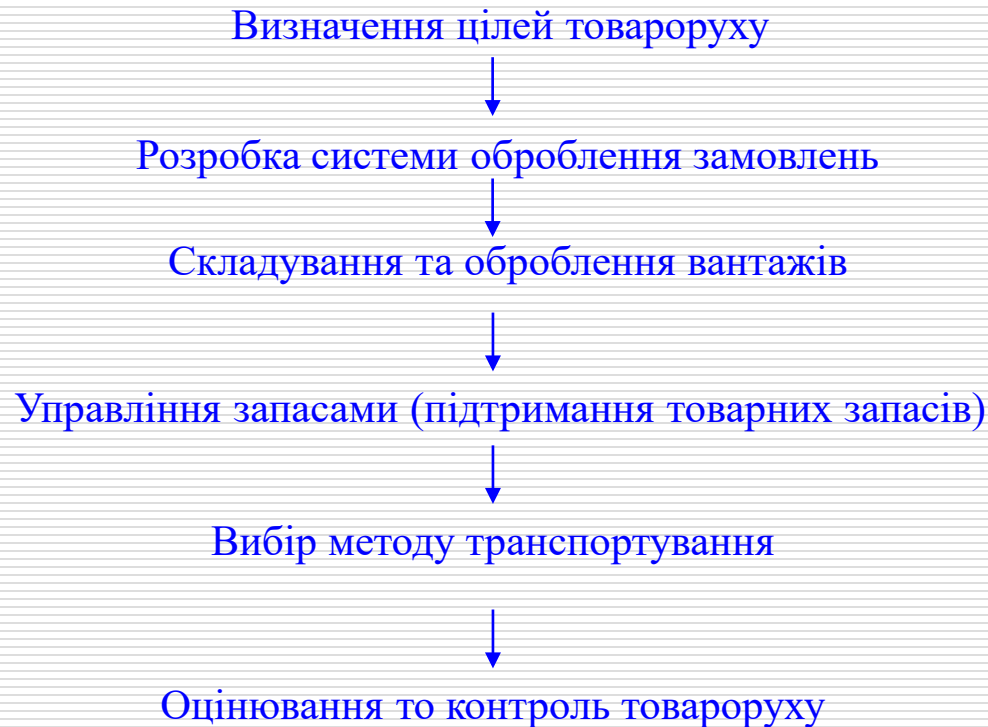 Визначення цілей товароруху
Розробка системи оброблення замовлень
Складування та оброблення вантажів
Управління запасами (підтримання товарних запасів)
Вибір методу транспортування
Оцінювання то контроль товароруху